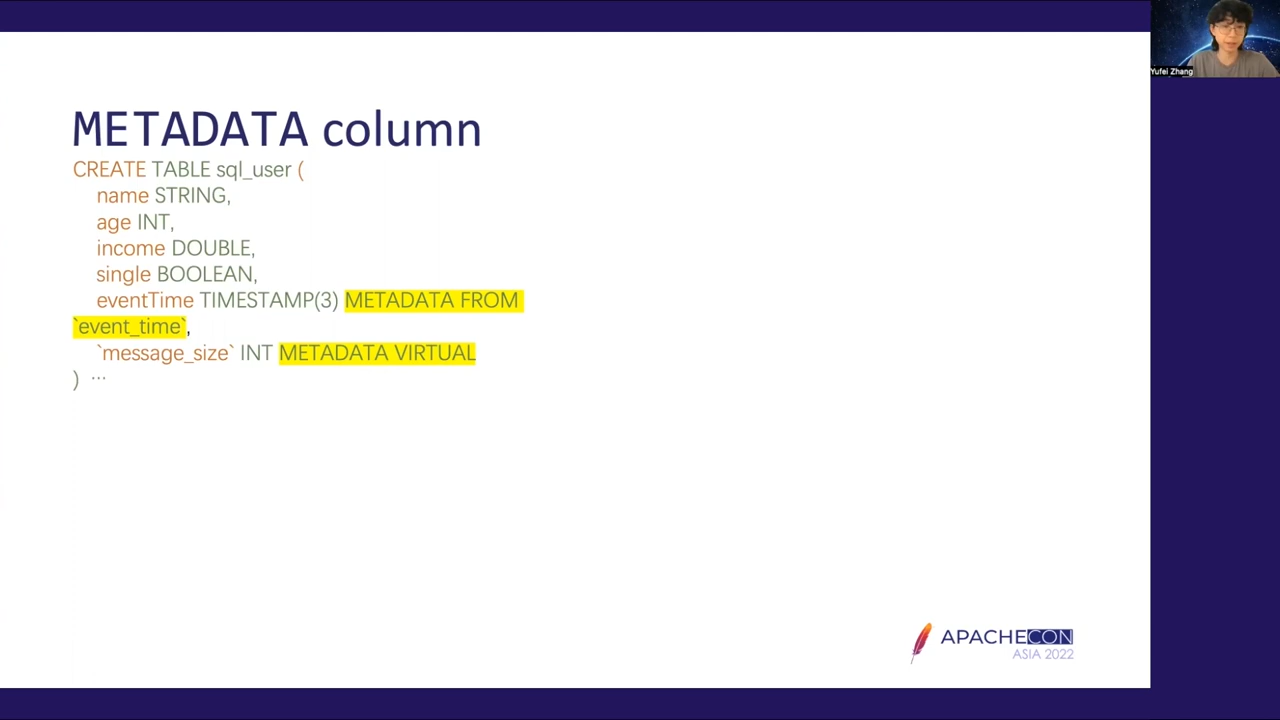 Yufei Zhang
METADATA column
CREATE TABLE sql_user (
name STRING,
age INT,
income DOUBLE,
single BOOLEAN,
eventTime TIMESTAMP(3) METADATA FROM
`event_time`,
`message_size` INT METADATA VIRTUAL
) ...
APACHECON
ASIA 2022